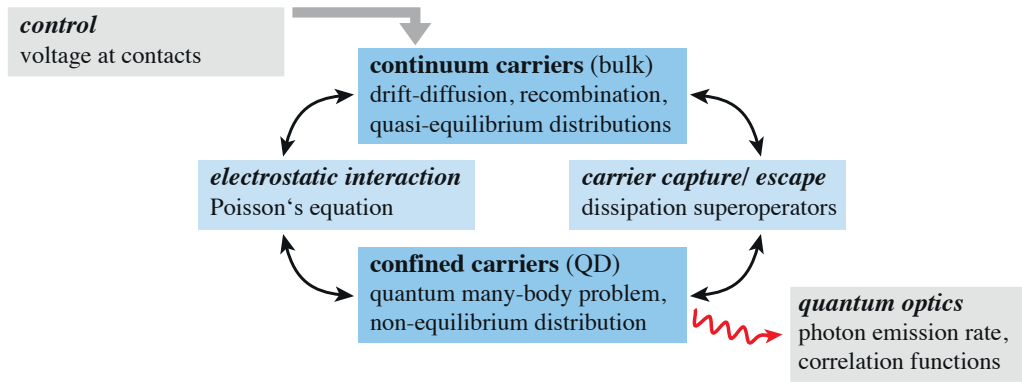 control
voltage at contacts
continuum carriers (bulk)
drift-diffusion, recombination,
quasi-equilibrium distributions
electrostatic interaction
Poisson‘s equation
carrier capture/ escape
dissipation superoperators
confined carriers (QD)
quantum many-body problem,
non-equilibrium distribution
quantum optics
photon emission rate,
correlation functions